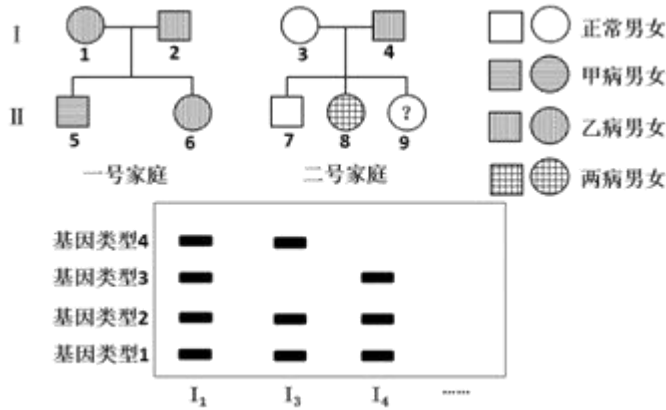 I
1
2
3
4
正常男女
甲病男女
II
5
6
7
8
?
9
乙病男女
一号家庭
二号家庭
两病男女
基因类型4
基因类型3
基因类型2
基因类型1
I₁
I₃
I₄
……